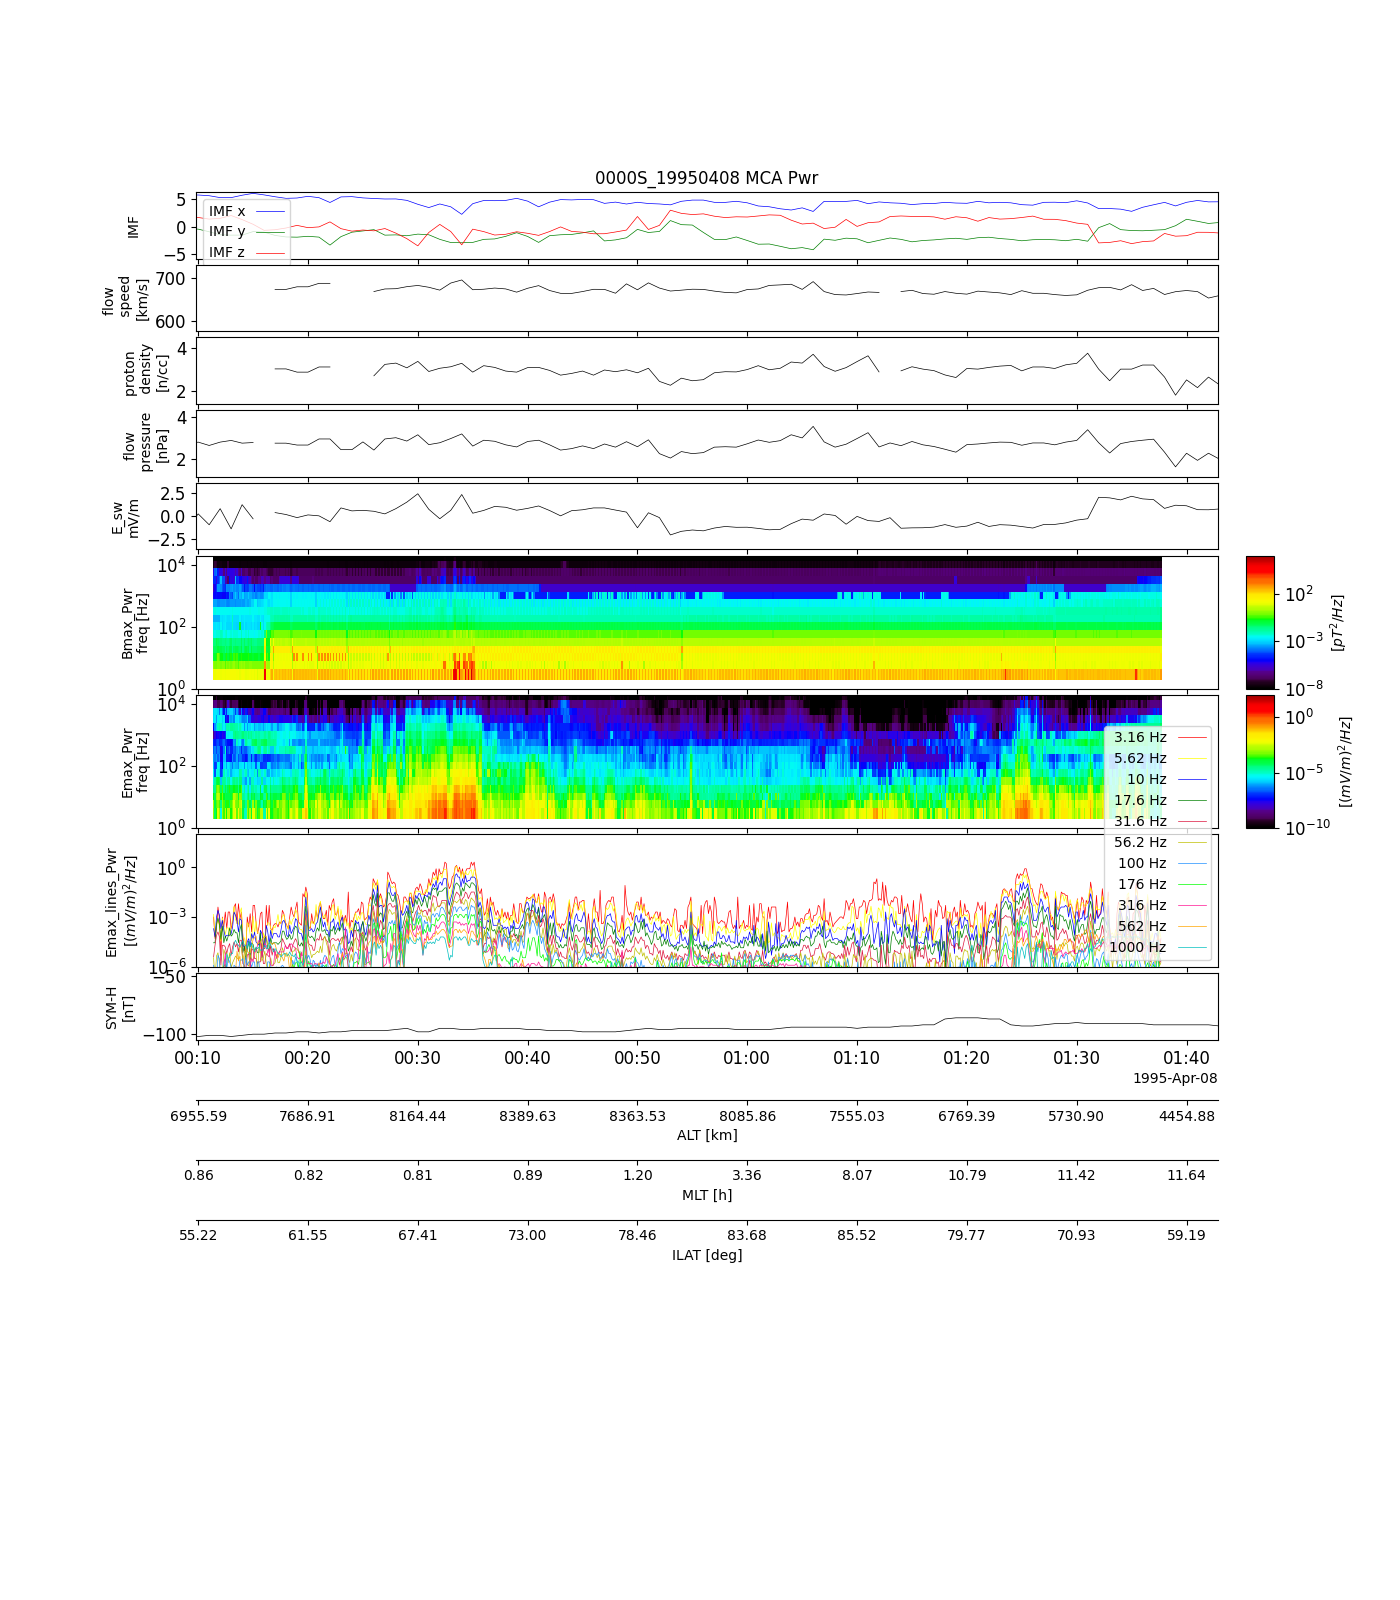 0000S_19950408 MCA Pwr
IMF
5
0
−5
IMF x
IMF y
IMF z
flow
speed
[km/s]
700
600
proton
density
[n/cc]
4
2
flow
pressure
[nPa]
4
2
E_sw
mV/m
2.5
0.0
−2.5
Bmax_Pwr
freq [Hz]
10^4
10^2
10^0
10^2
10^−3
10^−8
[pT^2/Hz]
Emax_Pwr
freq [Hz]
10^4
10^2
10^0
10^0
10^−5
10^−10
[(mV/m)^2/Hz]
3.16 Hz
5.62 Hz
10 Hz
17.6 Hz
31.6 Hz
56.2 Hz
100 Hz
176 Hz
316 Hz
562 Hz
1000 Hz
Emax_lines_Pwr
[(mV/m)^2/Hz]
10^0
10^−3
10^−6
SYM-H
[nT]
−50
−100
00:10 00:20 00:30 00:40 00:50 01:00 01:10 01:20 01:30 01:40
1995-Apr-08
6955.59 7686.91 8164.44 8389.63 8363.53 8085.86 7555.03 6769.39 5730.90 4454.88
ALT [km]
0.86 0.82 0.81 0.89 1.20 3.36 8.07 10.79 11.42 11.64
MLT [h]
55.22 61.55 67.41 73.00 78.46 83.68 85.52 79.77 70.93 59.19
ILAT [deg]